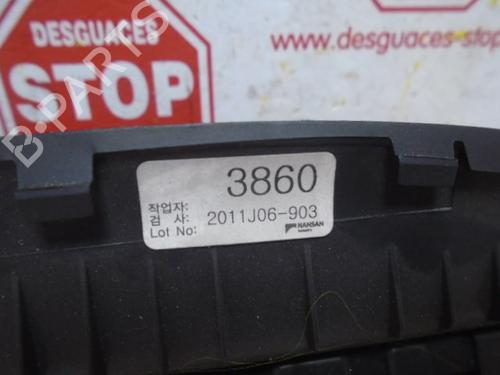 DESGUACES
STOP
www.desguaces-stop
B-PARTS
3860
작업자:
검 사: 2011J06-903
Lot No:
HANSAN